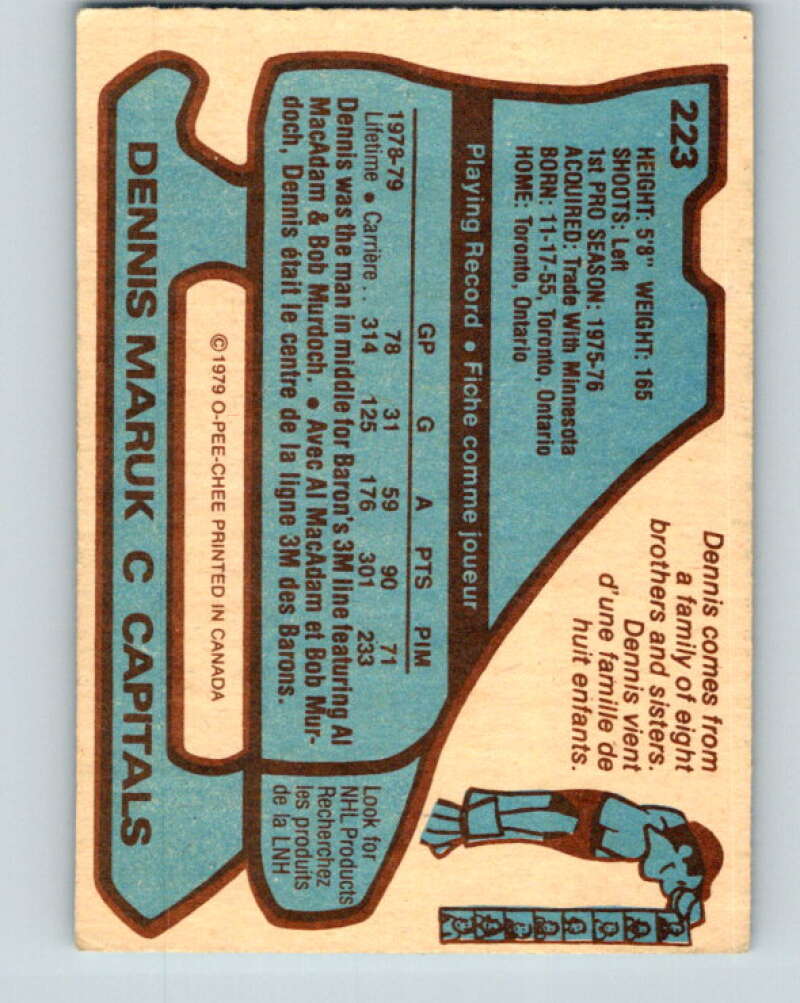 223
HEIGHT: 5'8" WEIGHT: 165
SHOOTS: Left
1st PRO SEASON: 1975-76
ACQUIRED: Trade With Minnesota
BORN: 11-17-55, Toronto, Ontario
HOME: Toronto, Ontario
Dennis comes from
a family of eight
brothers and sisters.
Dennis vient
d'une famille de
huit enfants.
Playing Record • Fiche comme joueur
GP G A PTS PIM
1978-79 78 31 59 90 71
Lifetime • Carrière . . 314 125 176 301 233
Dennis was the man in middle for Baron's 3M line featuring Al
MacAdam & Bob Murdoch. • Avec Al MacAdam et Bob Mur-
doch, Dennis était le centre de la ligne 3M des Barons.
Look for
NHL Products
Recherchez
les produits
de la LNH
©1979 O-PEE-CHEE PRINTED IN CANADA
DENNIS MARUK C CAPITALS